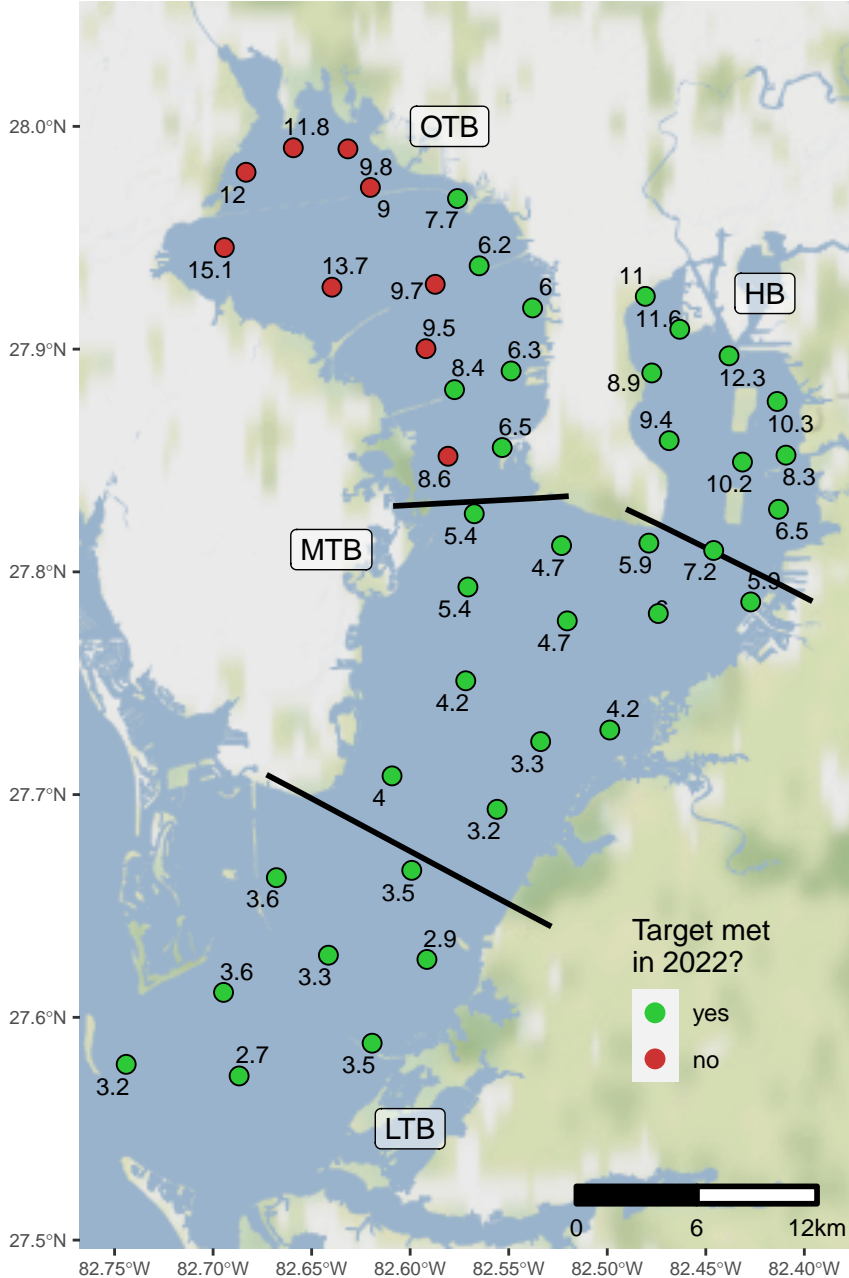 28.0°N
11.8
OTB
9.8
12
9
7.7
6.2
15.1
13.7
9.7
6
11
HB
11.6
27.9°N
9.5
6.3
8.4
8.9
12.3
9.4
10.3
6.5
8.6
10.2
8.3
5.4
6.5
MTB
4.7
5.9
7.2
27.8°N
5.9
5.4
6
4.7
4.2
4.2
3.3
4
27.7°N
3.2
3.6
3.5
2.9
Target met
in 2022?
3.3
3.6
yes
27.6°N
no
2.7
3.5
3.2
LTB
0 6 12km
27.5°N
82.75°W 82.70°W 82.65°W 82.60°W 82.55°W 82.50°W 82.45°W 82.40°W